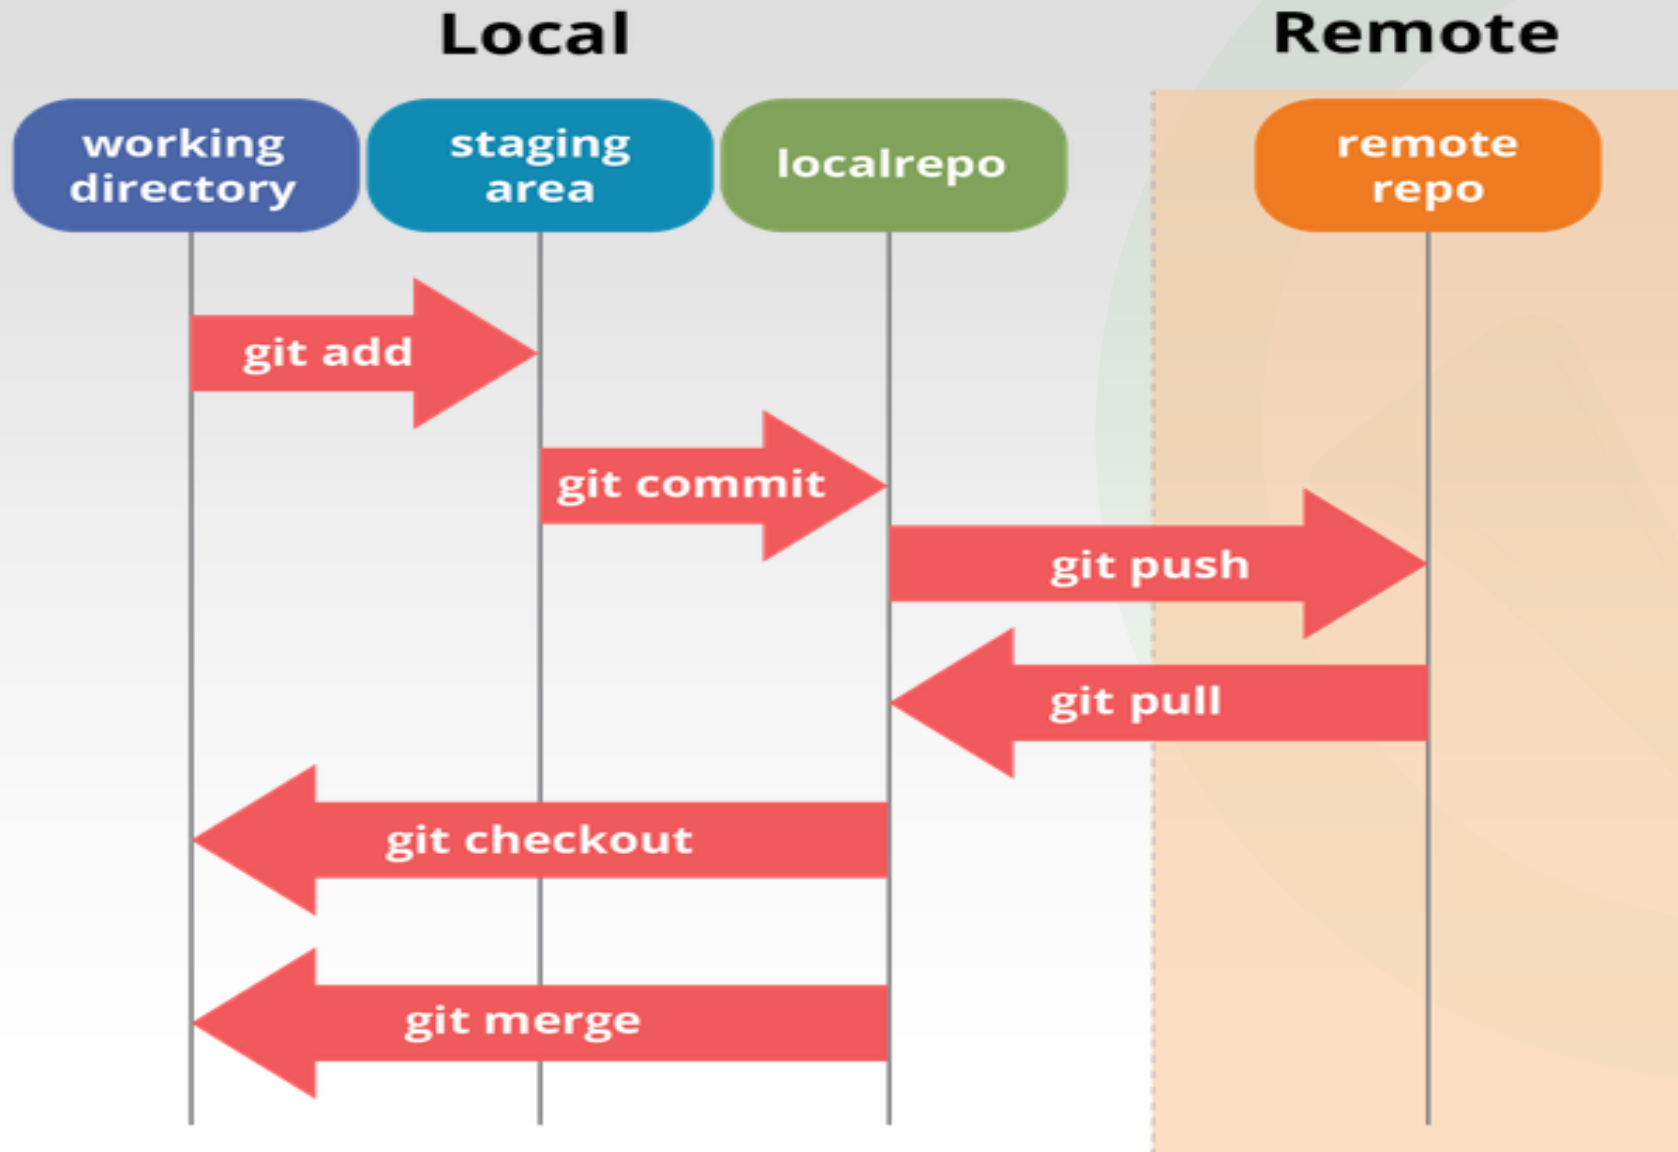 Local
Remote
working
directory
staging
area
localrepo
remote
repo
git add
git commit
git push
git pull
git checkout
git merge